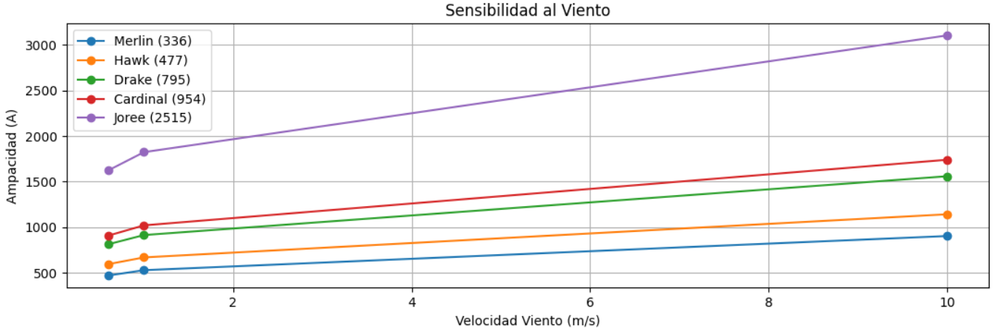 Sensibilidad al Viento
Merlin (336)
Hawk (477)
Drake (795)
Cardinal (954)
Joree (2515)
Ampacidad (A)
3000
2500
2000
1500
1000
500
2 4 6 8 10
Velocidad Viento (m/s)